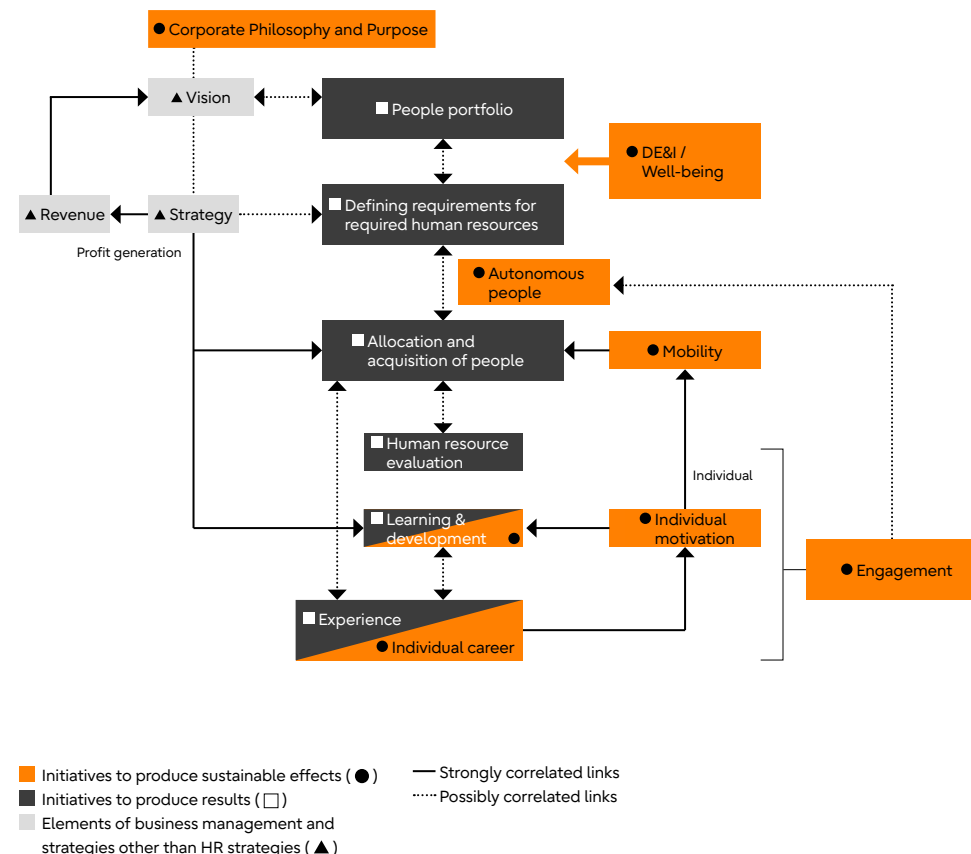 ● Corporate Philosophy and Purpose
▲ Vision
□ People portfolio
● DE&I /
Well-being
▲ Revenue
▲ Strategy
□ Defining requirements for
required human resources
Profit generation
● Autonomous
people
□ Allocation and
acquisition of people
● Mobility
□ Human resource
evaluation
Individual
□ Learning &
development ●
● Individual
motivation
● Engagement
□ Experience
● Individual career
Initiatives to produce sustainable effects ( ● )
Initiatives to produce results ( □ )
Elements of business management and
strategies other than HR strategies ( ▲ )
Strongly correlated links
Possibly correlated links